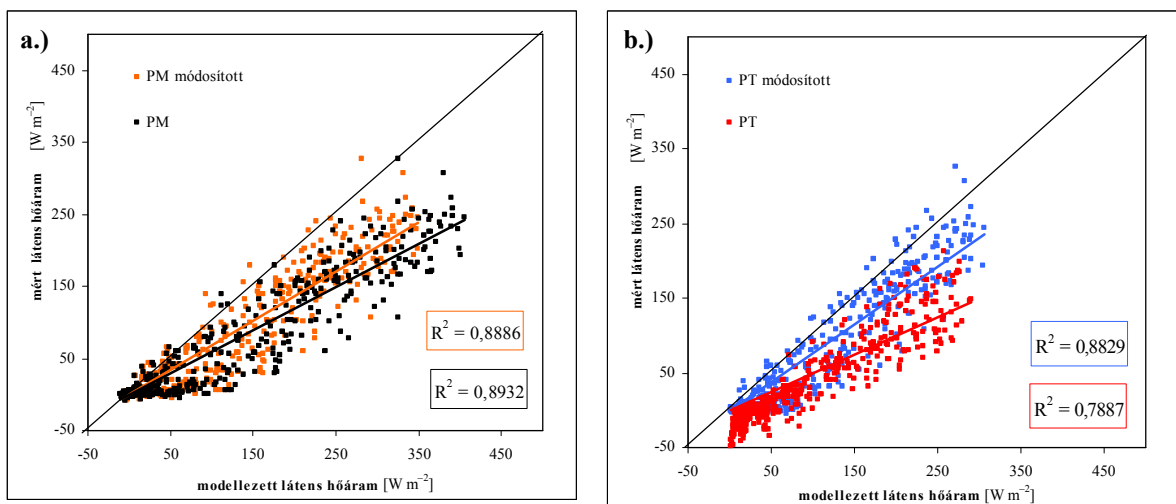 a.)
450
350
250
150
50
-50
mért látens hőáram [W m⁻²]
PM módosított
PM
R² = 0,8886
R² = 0,8932
-50 50 150 250 350 450
modellezett látens hőáram [W m⁻²]
b.)
450
350
250
150
50
-50
mért látens hőáram [W m⁻²]
PT módosított
PT
R² = 0,8829
R² = 0,7887
-50 50 150 250 350 450
modellezett látens hőáram [W m⁻²]